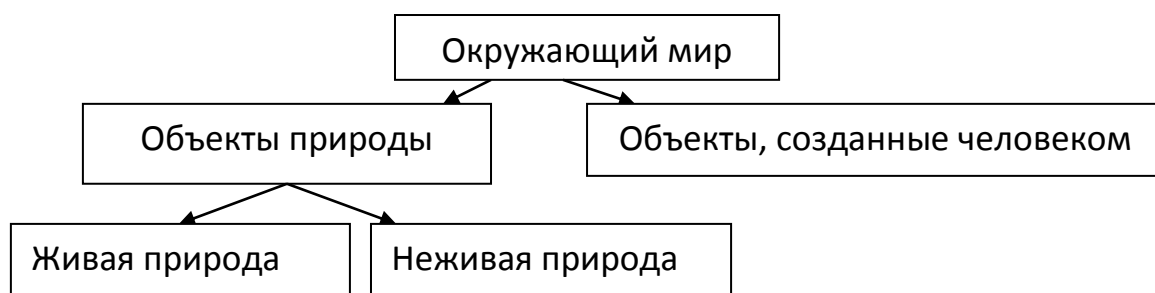 Окружающий мир
Объекты природы
Объекты, созданные человеком
Живая природа
Неживая природа